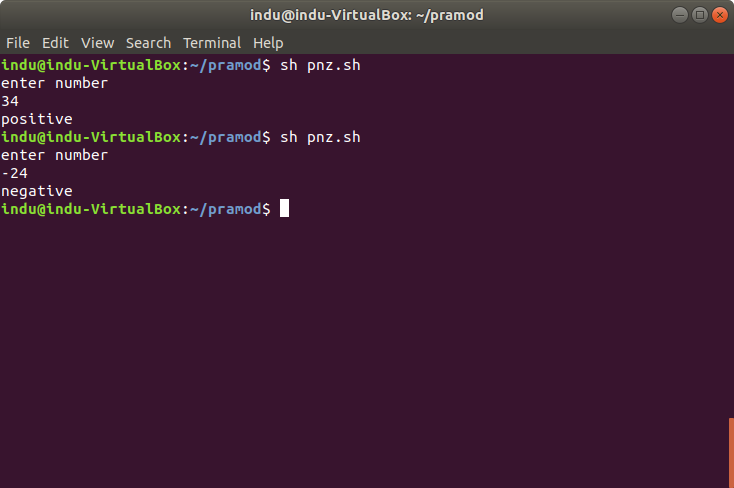 indu@indu-VirtualBox: ~/pramod
File Edit View Search Terminal Help
indu@indu-VirtualBox:~/pramod$ sh pnz.sh
enter number
34
positive
indu@indu-VirtualBox:~/pramod$ sh pnz.sh
enter number
-24
negative
indu@indu-VirtualBox:~/pramod$